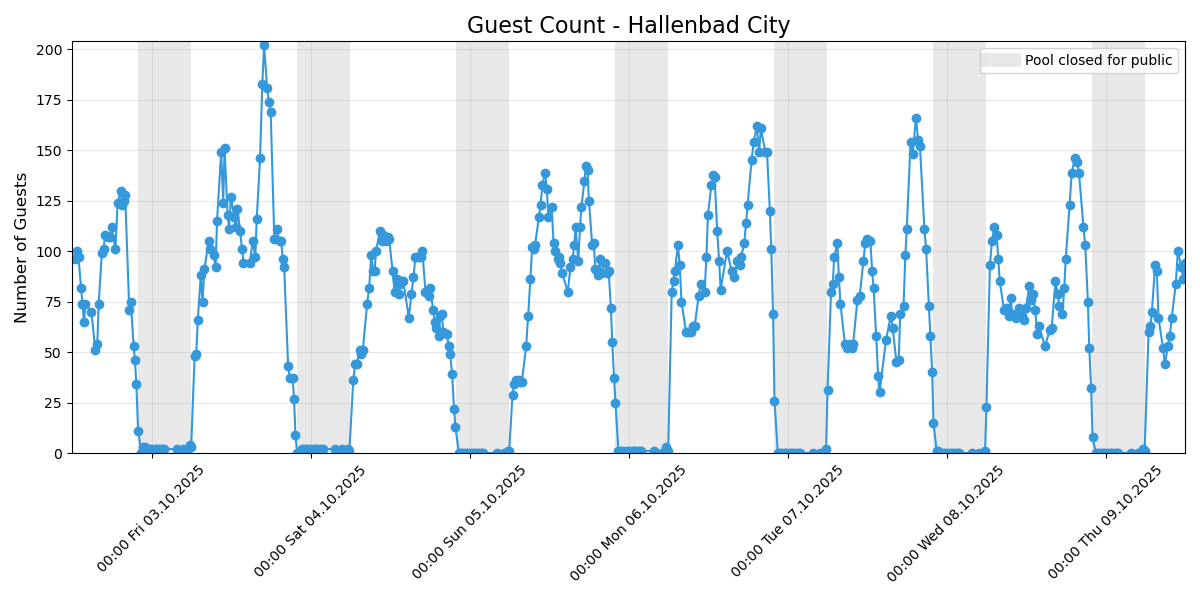 Guest Count - Hallenbad City
Number of Guests
200
175
150
125
100
75
50
25
0
Pool closed for public
00:00 Fri 03.10.2025
00:00 Sat 04.10.2025
00:00 Sun 05.10.2025
00:00 Mon 06.10.2025
00:00 Tue 07.10.2025
00:00 Wed 08.10.2025
00:00 Thu 09.10.2025